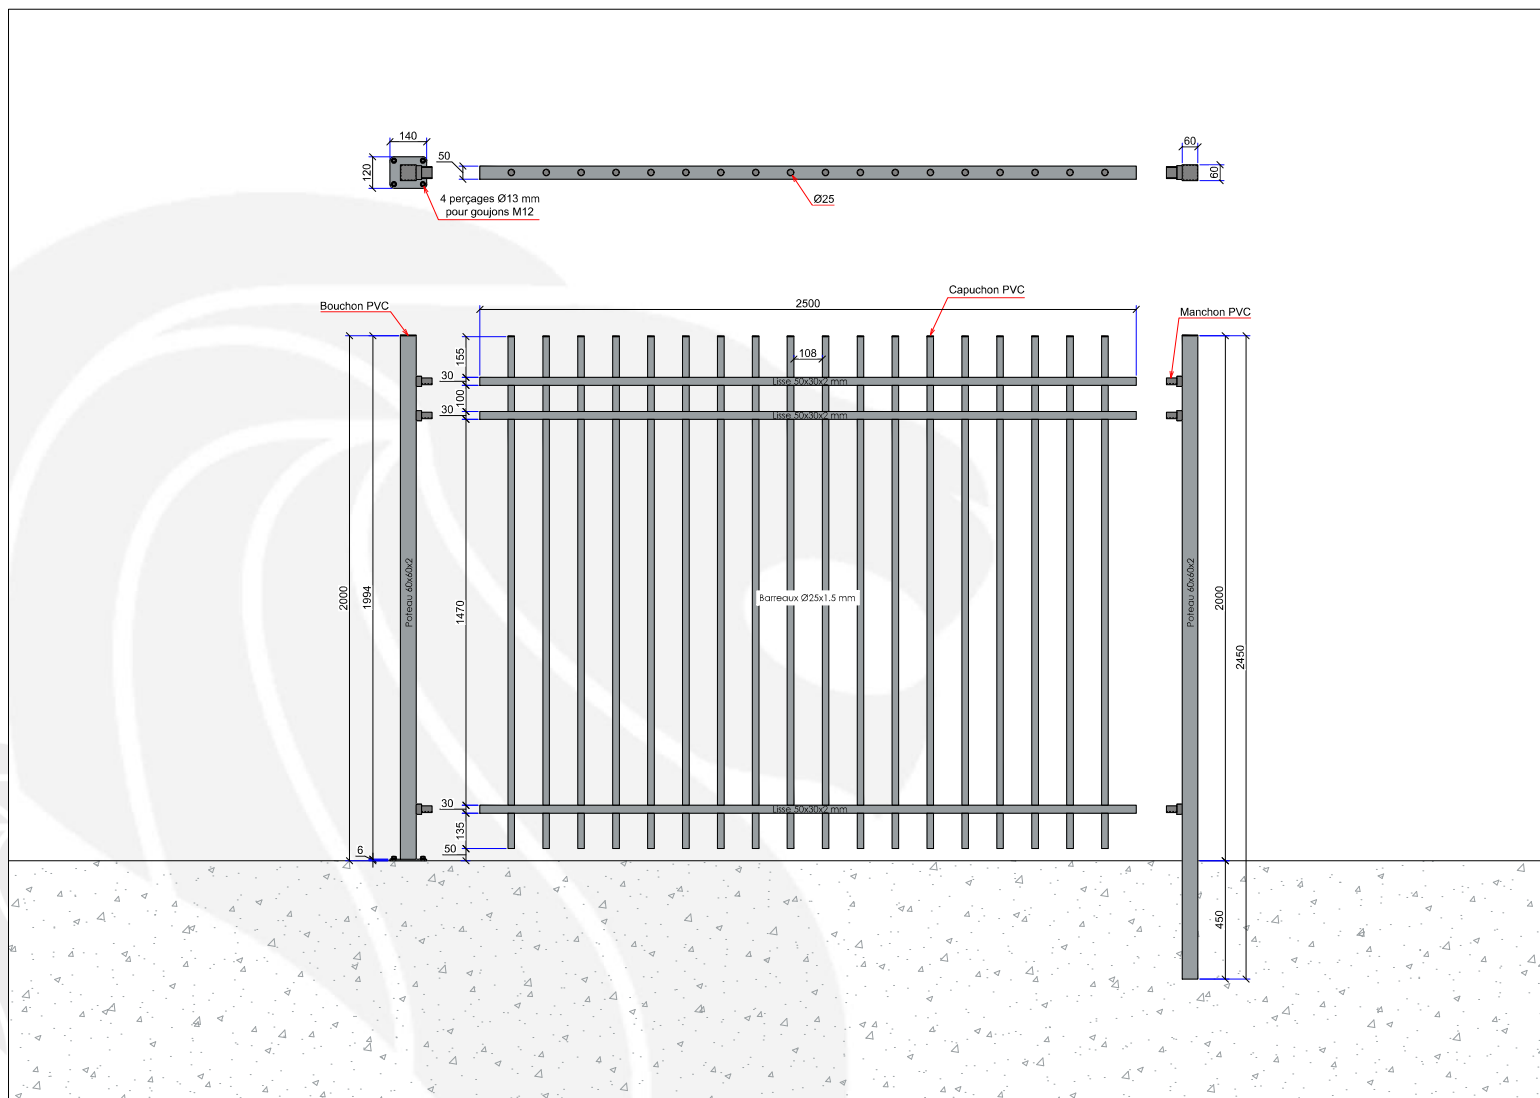 140
120
4 perçages Ø13 mm
pour goujons M12
50
Ø25
60
60
Bouchon PVC
2500
Capuchon PVC
Manchon PVC
155
108
30
Lisse 50x30x2 mm
100
30
Lisse 50x30x2 mm
2000
1994
Poteau 60x60x2
1470
Barreaux Ø25x1.5 mm
Poteau 60x60x2
2000
2450
30
Lisse 50x30x2 mm
135
6
50
450